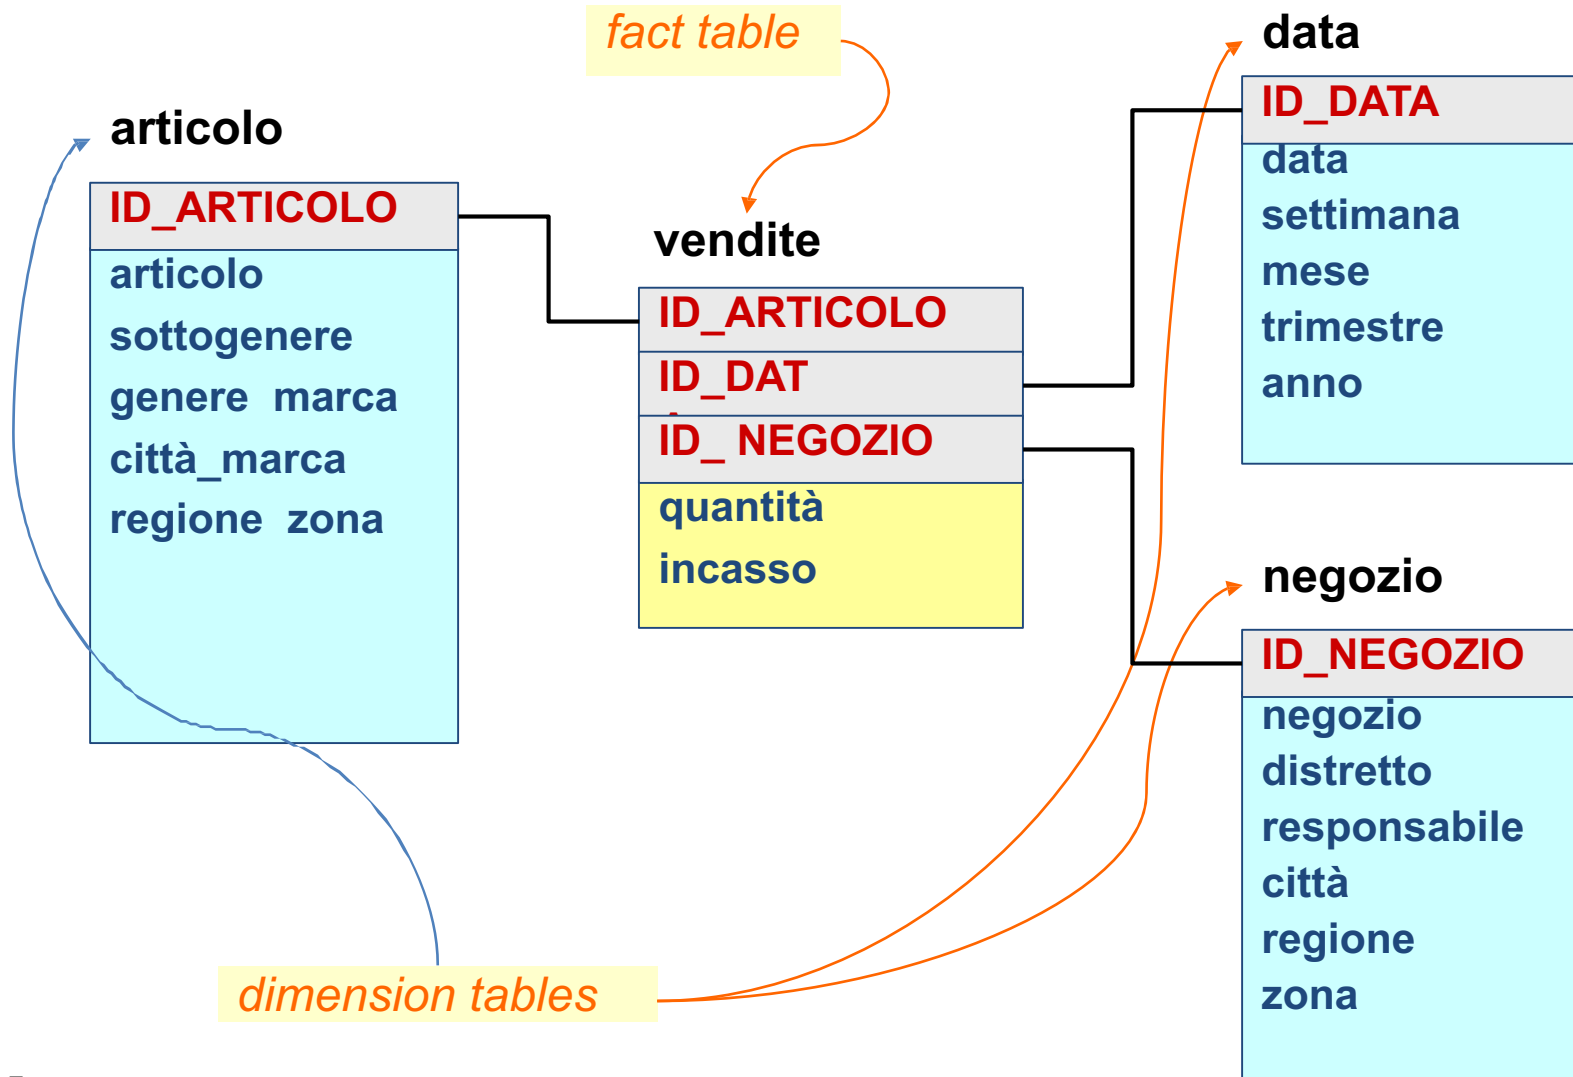 fact table
data
articolo
ID_DATA
data
settimana
mese
trimestre
anno
ID_ARTICOLO
articolo
sottogenere
genere marca
città_marca
regione zona
vendite
ID_ARTICOLO
ID_DAT
ID_ NEGOZIO
quantità
incasso
negozio
ID_NEGOZIO
negozio
distretto
responsabile
città
regione
zona
dimension tables